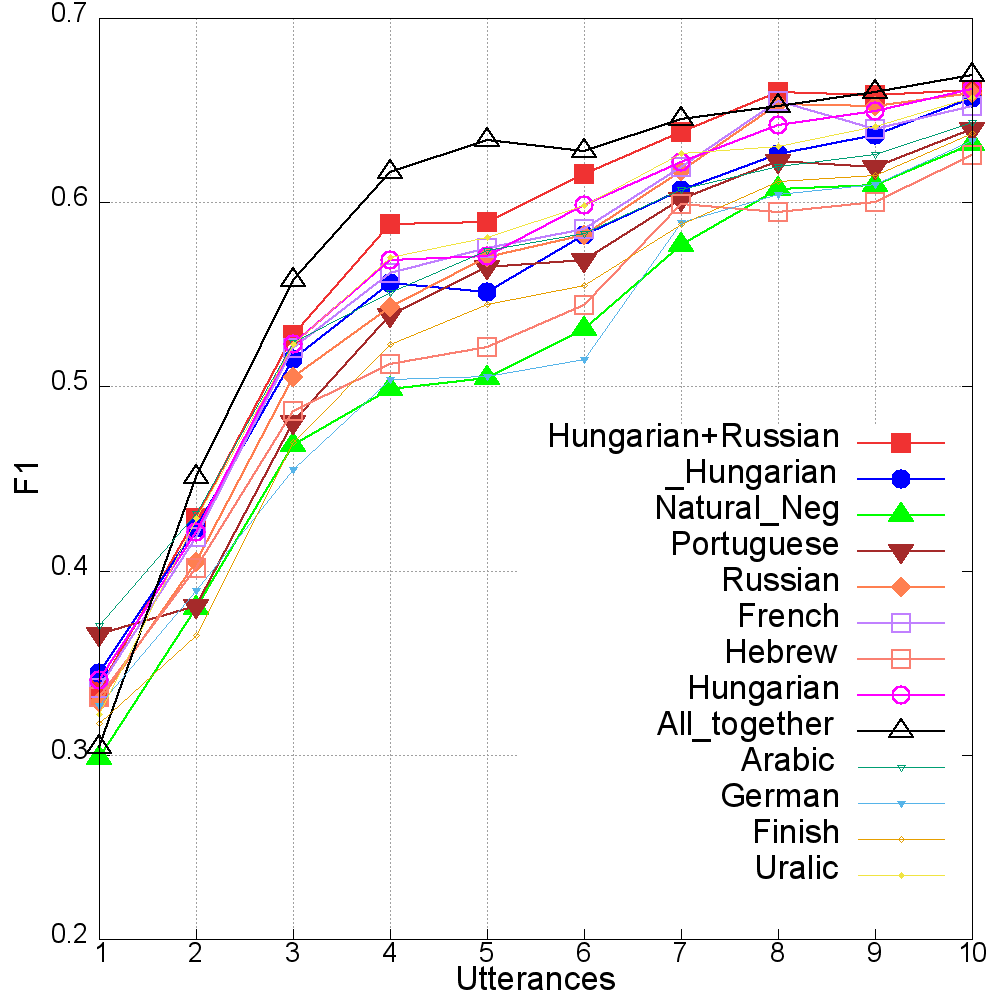 0.7
0.6
0.5
0.4
0.3
0.2
F1
Hungarian+Russian
_Hungarian
Natural_Neg
Portuguese
Russian
French
Hebrew
Hungarian
All_together
Arabic
German
Finish
Uralic
1 2 3 4 5 6 7 8 9 10
Utterances